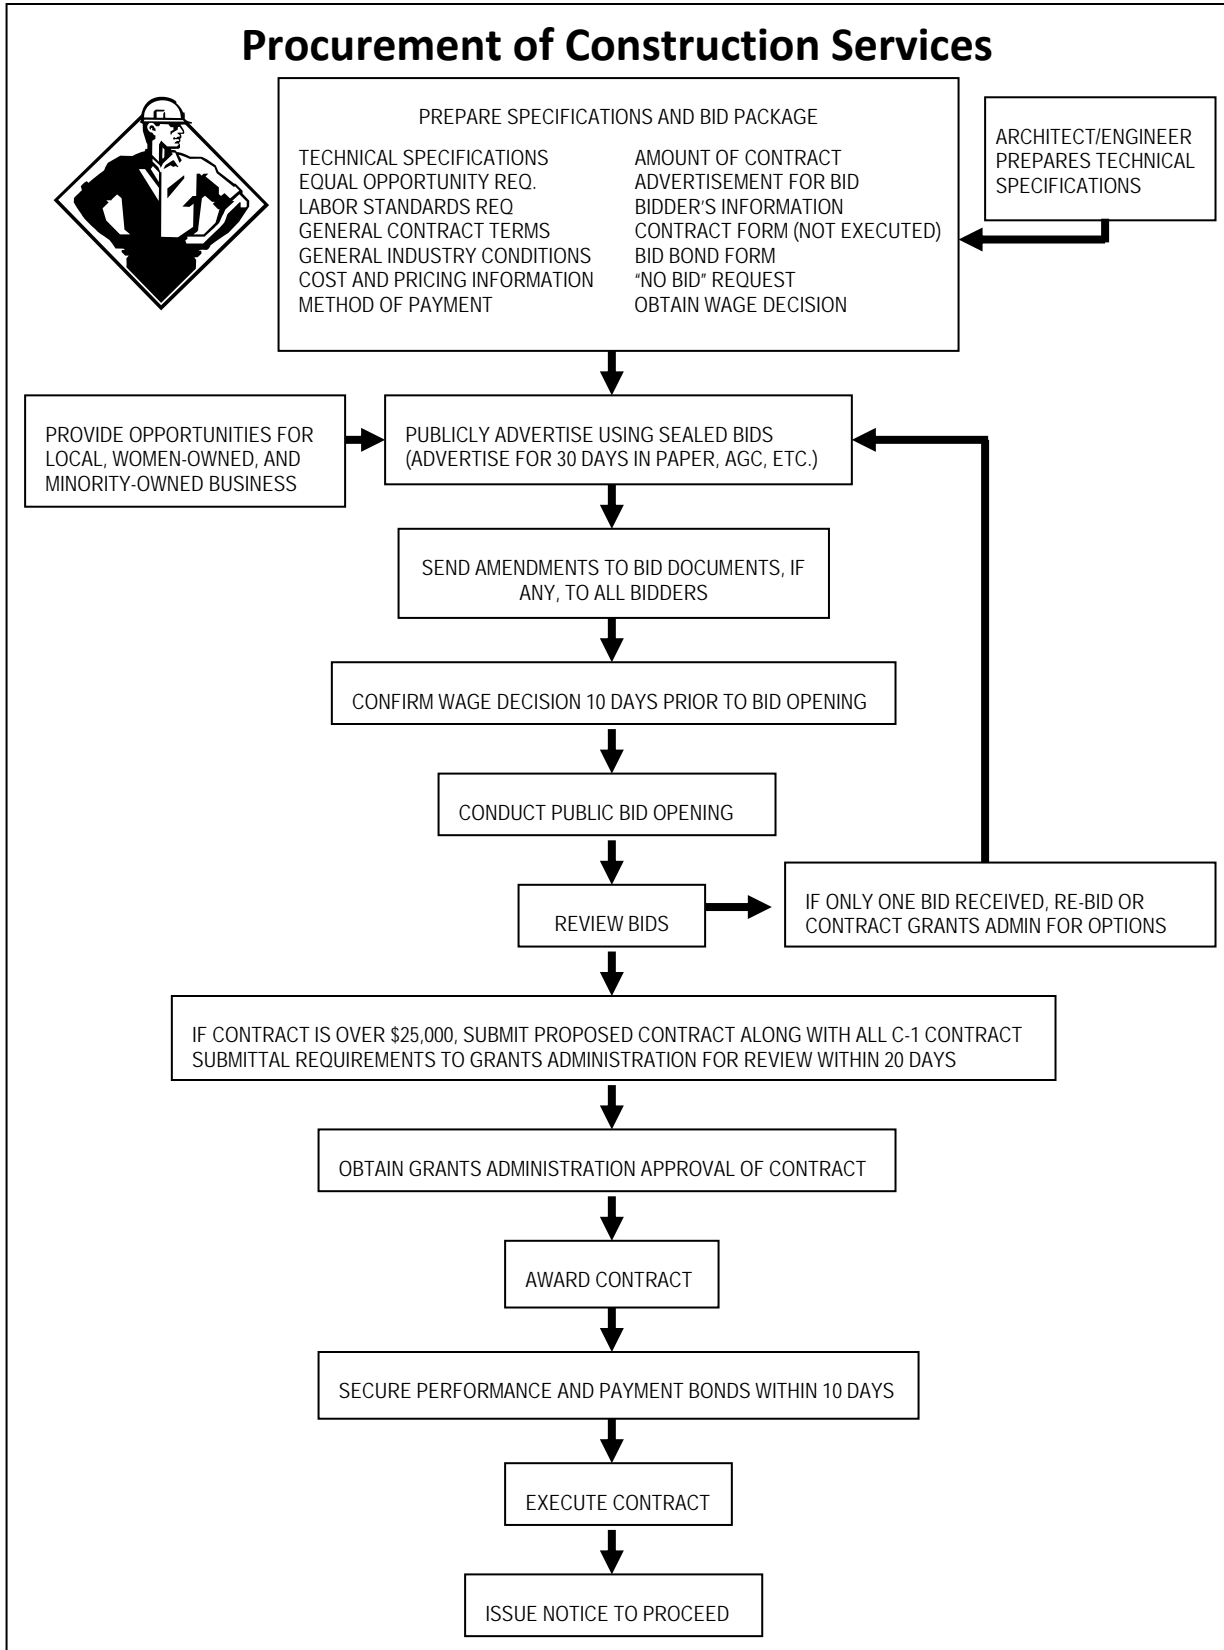 Procurement of Construction Services
PREPARE SPECIFICATIONS AND BID PACKAGE
TECHNICAL SPECIFICATIONS
EQUAL OPPORTUNITY REQ.
LABOR STANDARDS REQ
GENERAL CONTRACT TERMS
GENERAL INDUSTRY CONDITIONS
COST AND PRICING INFORMATION
METHOD OF PAYMENT
AMOUNT OF CONTRACT
ADVERTISEMENT FOR BID
BIDDER’S INFORMATION
CONTRACT FORM (NOT EXECUTED)
BID BOND FORM
“NO BID” REQUEST
OBTAIN WAGE DECISION
ARCHITECT/ENGINEER
PREPARES TECHNICAL
SPECIFICATIONS
PROVIDE OPPORTUNITIES FOR
LOCAL, WOMEN-OWNED, AND
MINORITY-OWNED BUSINESS
PUBLICLY ADVERTISE USING SEALED BIDS
(ADVERTISE FOR 30 DAYS IN PAPER, AGC, ETC.)
SEND AMENDMENTS TO BID DOCUMENTS, IF
ANY, TO ALL BIDDERS
CONFIRM WAGE DECISION 10 DAYS PRIOR TO BID OPENING
CONDUCT PUBLIC BID OPENING
REVIEW BIDS
IF ONLY ONE BID RECEIVED, RE-BID OR
CONTRACT GRANTS ADMIN FOR OPTIONS
IF CONTRACT IS OVER $25,000, SUBMIT PROPOSED CONTRACT ALONG WITH ALL C-1 CONTRACT
SUBMITTAL REQUIREMENTS TO GRANTS ADMINISTRATION FOR REVIEW WITHIN 20 DAYS
OBTAIN GRANTS ADMINISTRATION APPROVAL OF CONTRACT
AWARD CONTRACT
SECURE PERFORMANCE AND PAYMENT BONDS WITHIN 10 DAYS
EXECUTE CONTRACT
ISSUE NOTICE TO PROCEED